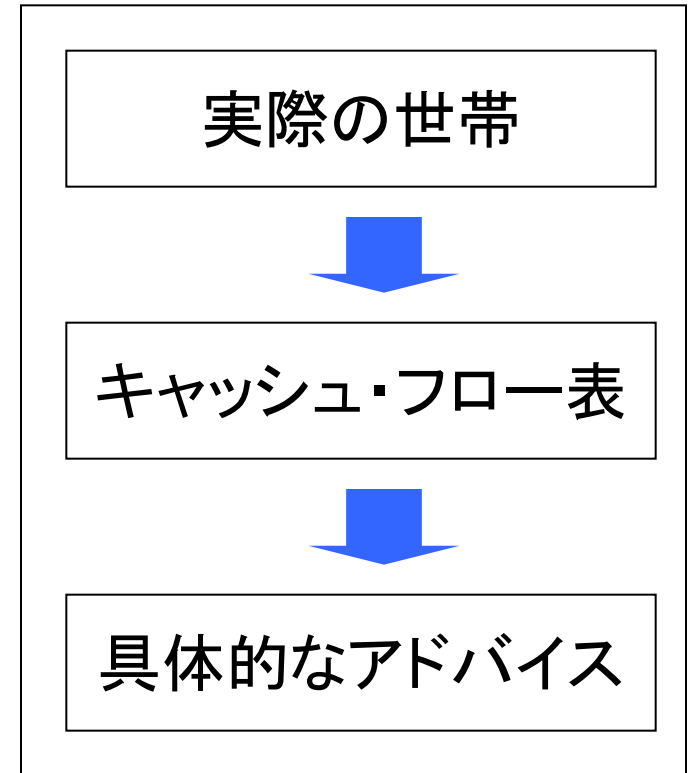 実際の世帯
キャッシュ・フロー表
具体的なアドバイス